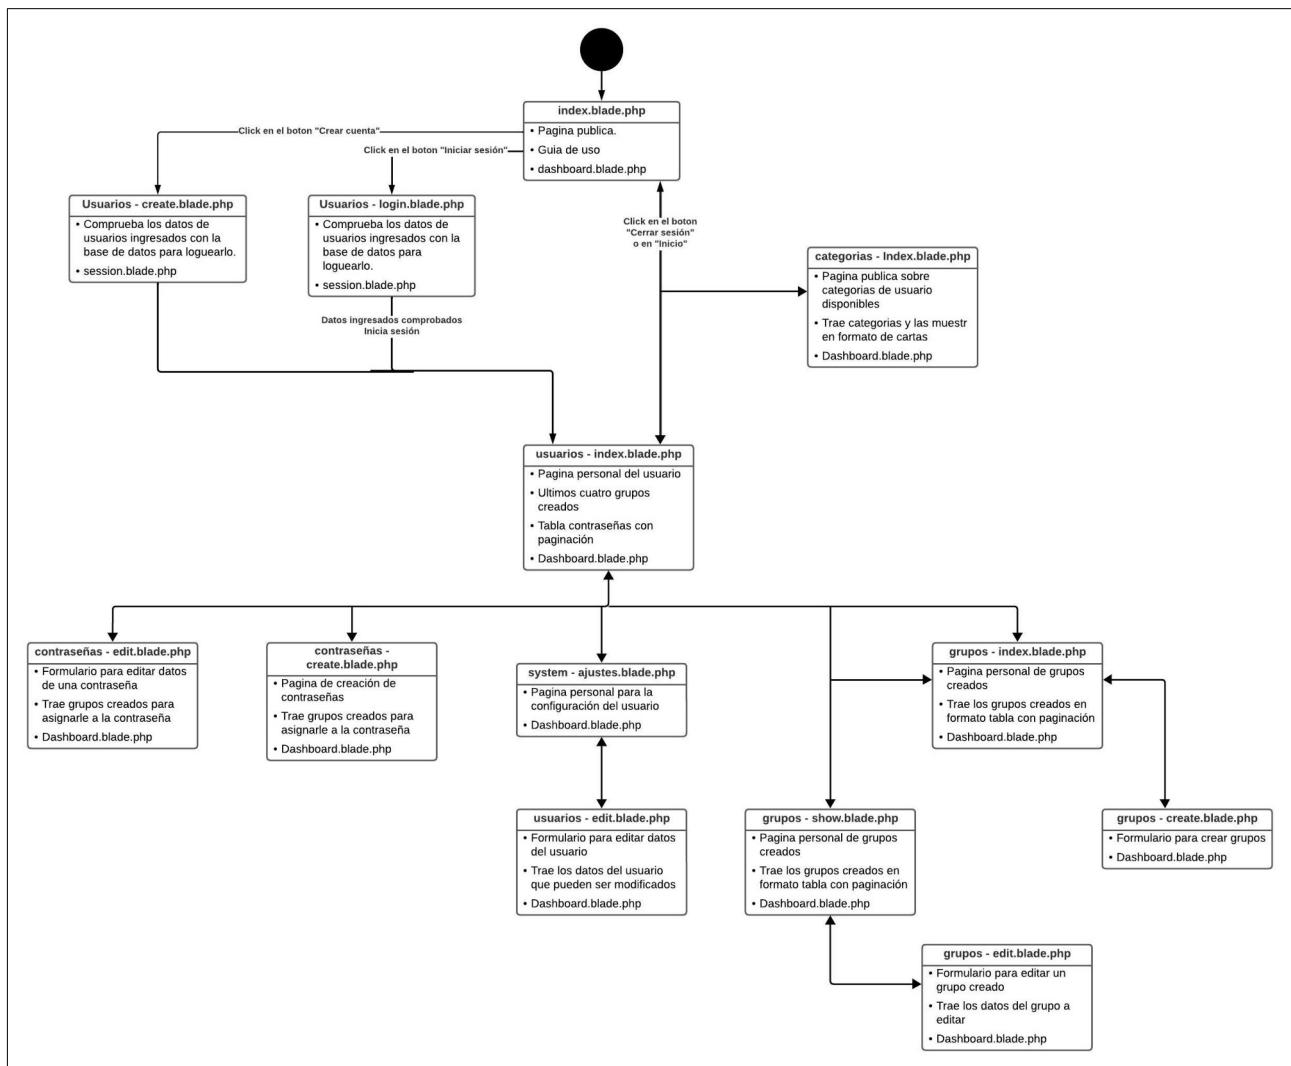 index.blade.php
• Pagina publica.
• Guia de uso
• dashboard.blade.php
Click en el boton "Crear cuenta"
Click en el boton "Iniciar sesión"
Usuarios - create.blade.php
• Comprueba los datos de
usuarios ingresados con la
base de datos para loguearlo.
• session.blade.php
Usuarios - login.blade.php
• Comprueba los datos de
usuarios ingresados con la
base de datos para
loguearlo.
• session.blade.php
Click en el boton
"Cerrar sesión"
o en "Inicio"
categorias - Index.blade.php
• Pagina publica sobre
categorias de usuario
disponibles
• Trae categorias y las muestr
en formato de cartas
• Dashboard.blade.php
Datos ingresados comprobados
Inicia sesión
usuarios - index.blade.php
• Pagina personal del usuario
• Ultimos cuatro grupos
creados
• Tabla contraseñas con
paginación
• Dashboard.blade.php
contraseñas - edit.blade.php
• Formulario para editar datos
de una contraseña
• Trae grupos creados para
asignarle a la contraseña
• Dashboard.blade.php
contraseñas -
create.blade.php
• Pagina de creación de
contraseñas
• Trae grupos creados para
asignarle a la contraseña
• Dashboard.blade.php
system - ajustes.blade.php
• Pagina personal para la
configuración del usuario
• Dashboard.blade.php
grupos - index.blade.php
• Pagina personal de grupos
creados
• Trae los grupos creados en
formato tabla con paginación
• Dashboard.blade.php
usuarios - edit.blade.php
• Formulario para editar datos
del usuario
• Trae los datos del usuario
que pueden ser modificados
• Dashboard.blade.php
grupos - show.blade.php
• Pagina personal de grupos
creados
• Trae los grupos creados en
formato tabla con paginación
• Dashboard.blade.php
grupos - create.blade.php
• Formulario para crear grupos
• Dashboard.blade.php
grupos - edit.blade.php
• Formulario para editar un
grupo creado
• Trae los datos del grupo a
editar
• Dashboard.blade.php